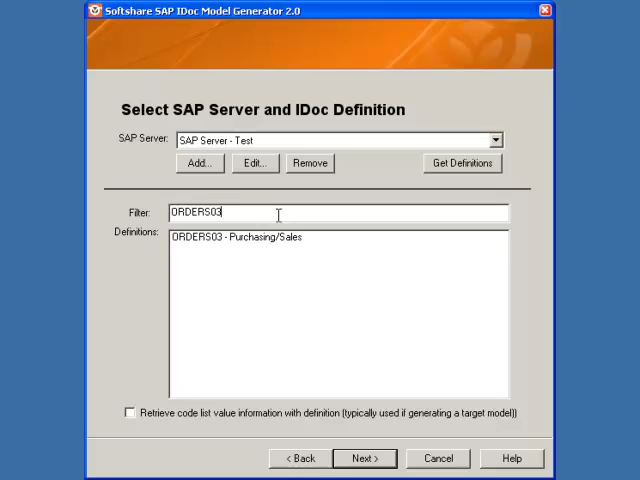 Softshare SAP IDoc Model Generator 2.0
Select SAP Server and IDoc Definition
SAP Server: SAP Server - Test
Add... Edit... Remove Get Definitions
Filter: ORDERS03
Definitions: ORDERS03 - Purchasing/Sales
Retrieve code list value information with definition (typically used if generating a target model))
< Back Next > Cancel Help